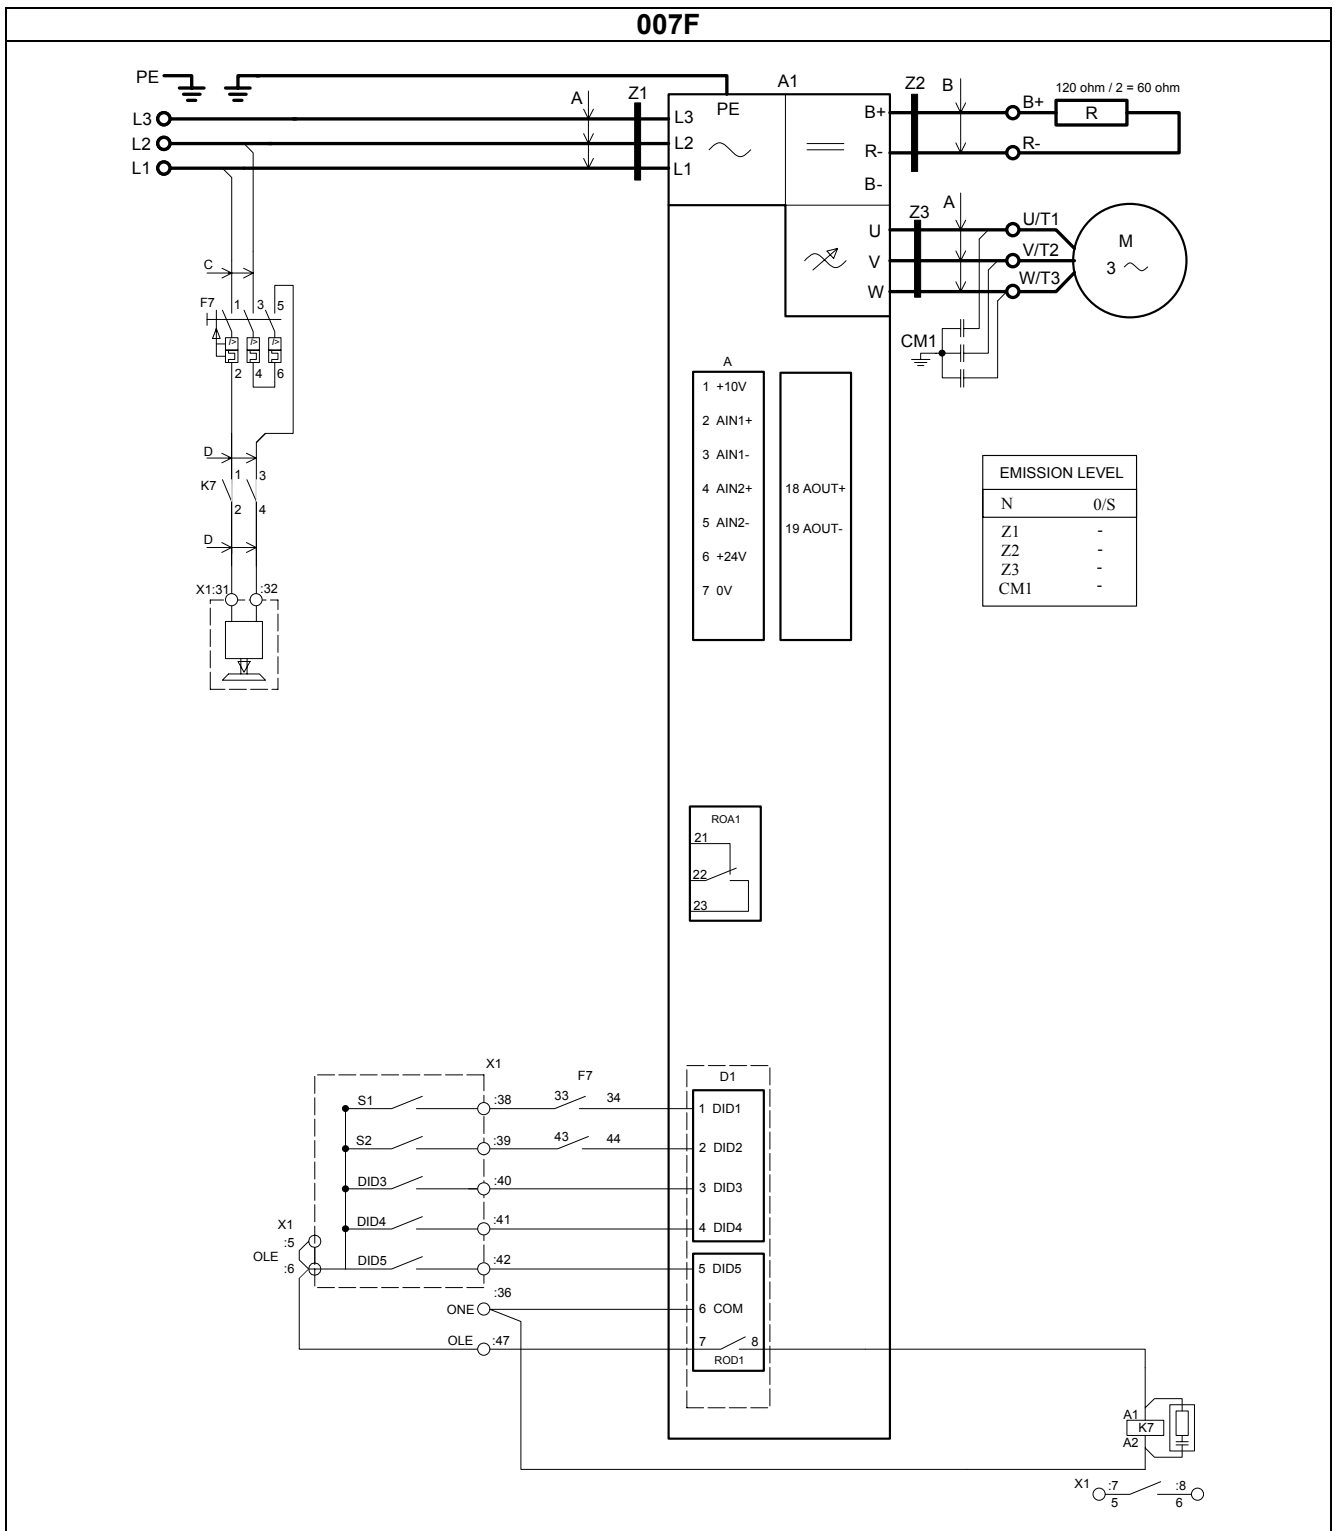 007F
PE
A1
Z2
B
120 ohm / 2 = 60 ohm
A
Z1
PE
B+
B+
R
L3
L3
L2
L2
R-
R-
L1
L1
B-
Z3
A
U
U/T1
M
3
V
V/T2
W
W/T3
C
F7
1
3
5
2
4
6
CM1
A
1 +10V
2 AIN1+
3 AIN1-
4 AIN2+
18 AOUT+
5 AIN2-
19 AOUT-
6 +24V
7 0V
EMISSION LEVEL
N 0/S
Z1 -
Z2 -
Z3 -
CM1 -
D
K7
1
3
2
4
D
X1:31
:32
ROA1
21
22
23
X1
F7
D1
S1
:38
33
34
1 DID1
S2
:39
43
44
2 DID2
DID3
:40
3 DID3
DID4
:41
4 DID4
X1
:5
OLE
:6
DID5
:42
5 DID5
:36
ONE
6 COM
OLE
:47
7
8
ROD1
A1
K7
A2
X1
:7
:8
5
6